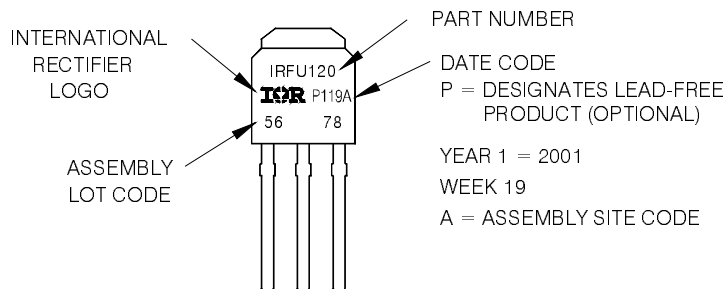 INTERNATIONAL
RECTIFIER
LOGO
ASSEMBLY
LOT CODE
IRFU120
IOR P119A
56 78
PART NUMBER
DATE CODE
P = DESIGNATES LEAD-FREE
PRODUCT (OPTIONAL)
YEAR 1 = 2001
WEEK 19
A = ASSEMBLY SITE CODE